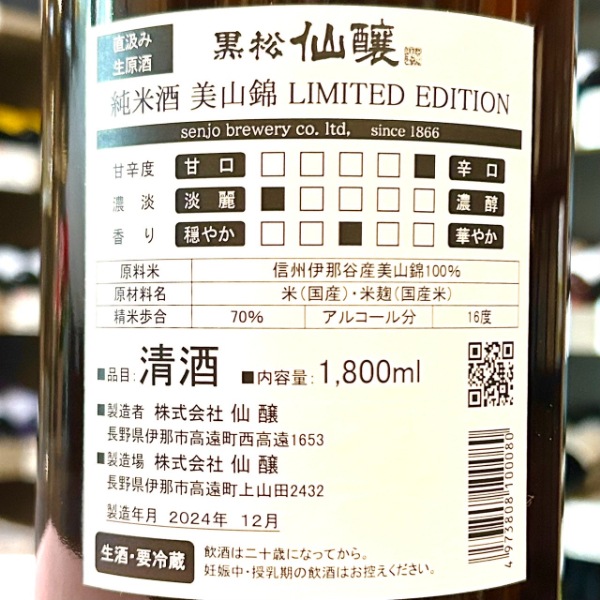 直汲み
生原酒
黒松仙醸
純米酒 美山錦 LIMITED EDITION
senjo brewery co. ltd, since 1866
甘辛度 甘口 □ □ □ □ ■ 辛口
濃淡 淡麗 ■ □ □ □ □ 濃醇
香り 穏やか □ □ ■ □ □ 華やか
原料米 信州伊那谷産美山錦100%
原材料名 米(国産)・米麹(国産米)
精米歩合 70% アルコール分 16度
■品目:清酒 ■内容量:1,800ml
■製造者 株式会社 仙醸
長野県伊那市高遠町西高遠1653
■製造場 株式会社 仙醸
長野県伊那市高遠町上山田2432
製造年月 2024年 12月
生酒・要冷蔵
飲酒は二十歳になってから。
妊娠中・授乳期の飲酒はお控えください。
4973808100080